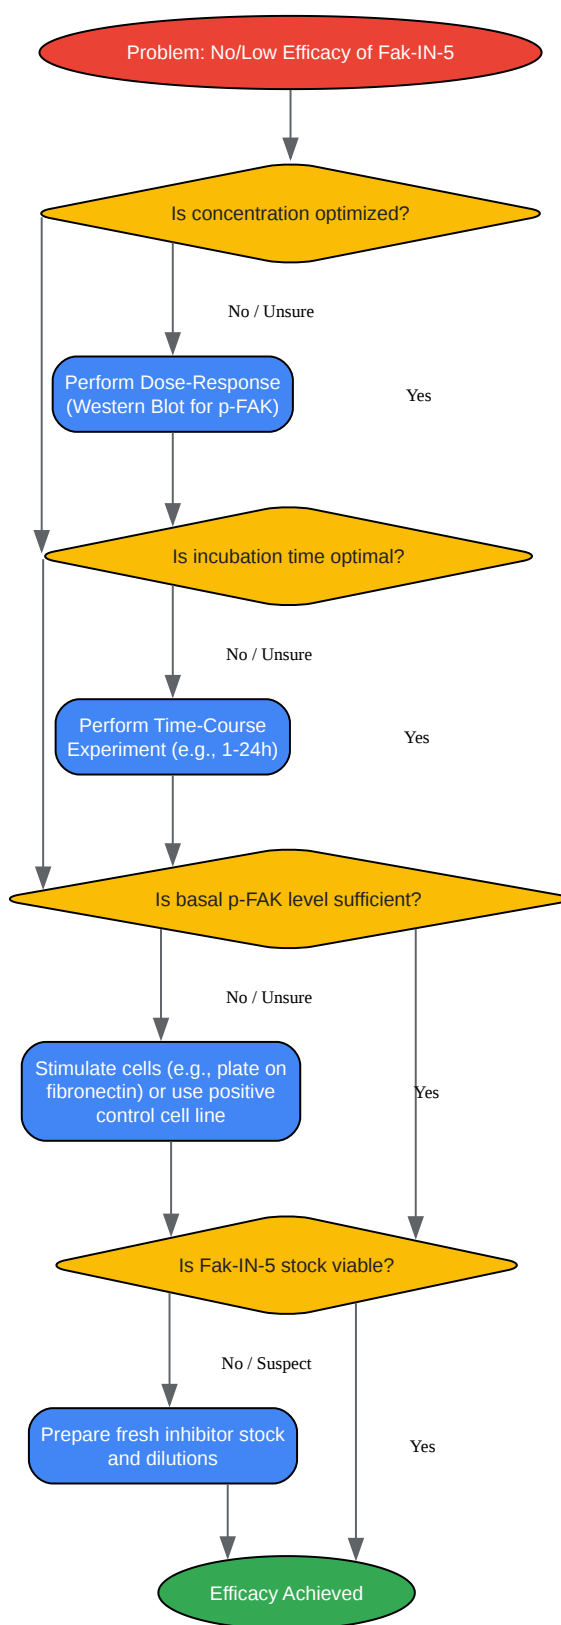 Problem: No/Low Efficacy of Fak-IN-5
Is concentration optimized?
No / Unsure
Perform Dose-Response
(Western Blot for p-FAK)
Yes
Is incubation time optimal?
No / Unsure
Perform Time-Course
Experiment (e.g., 1-24h)
Yes
Is basal p-FAK level sufficient?
No / Unsure
Stimulate cells (e.g., plate on
fibronectin) or use positive
control cell line
Yes
Is Fak-IN-5 stock viable?
No / Suspect
Prepare fresh inhibitor stock
and dilutions
Yes
Efficacy Achieved